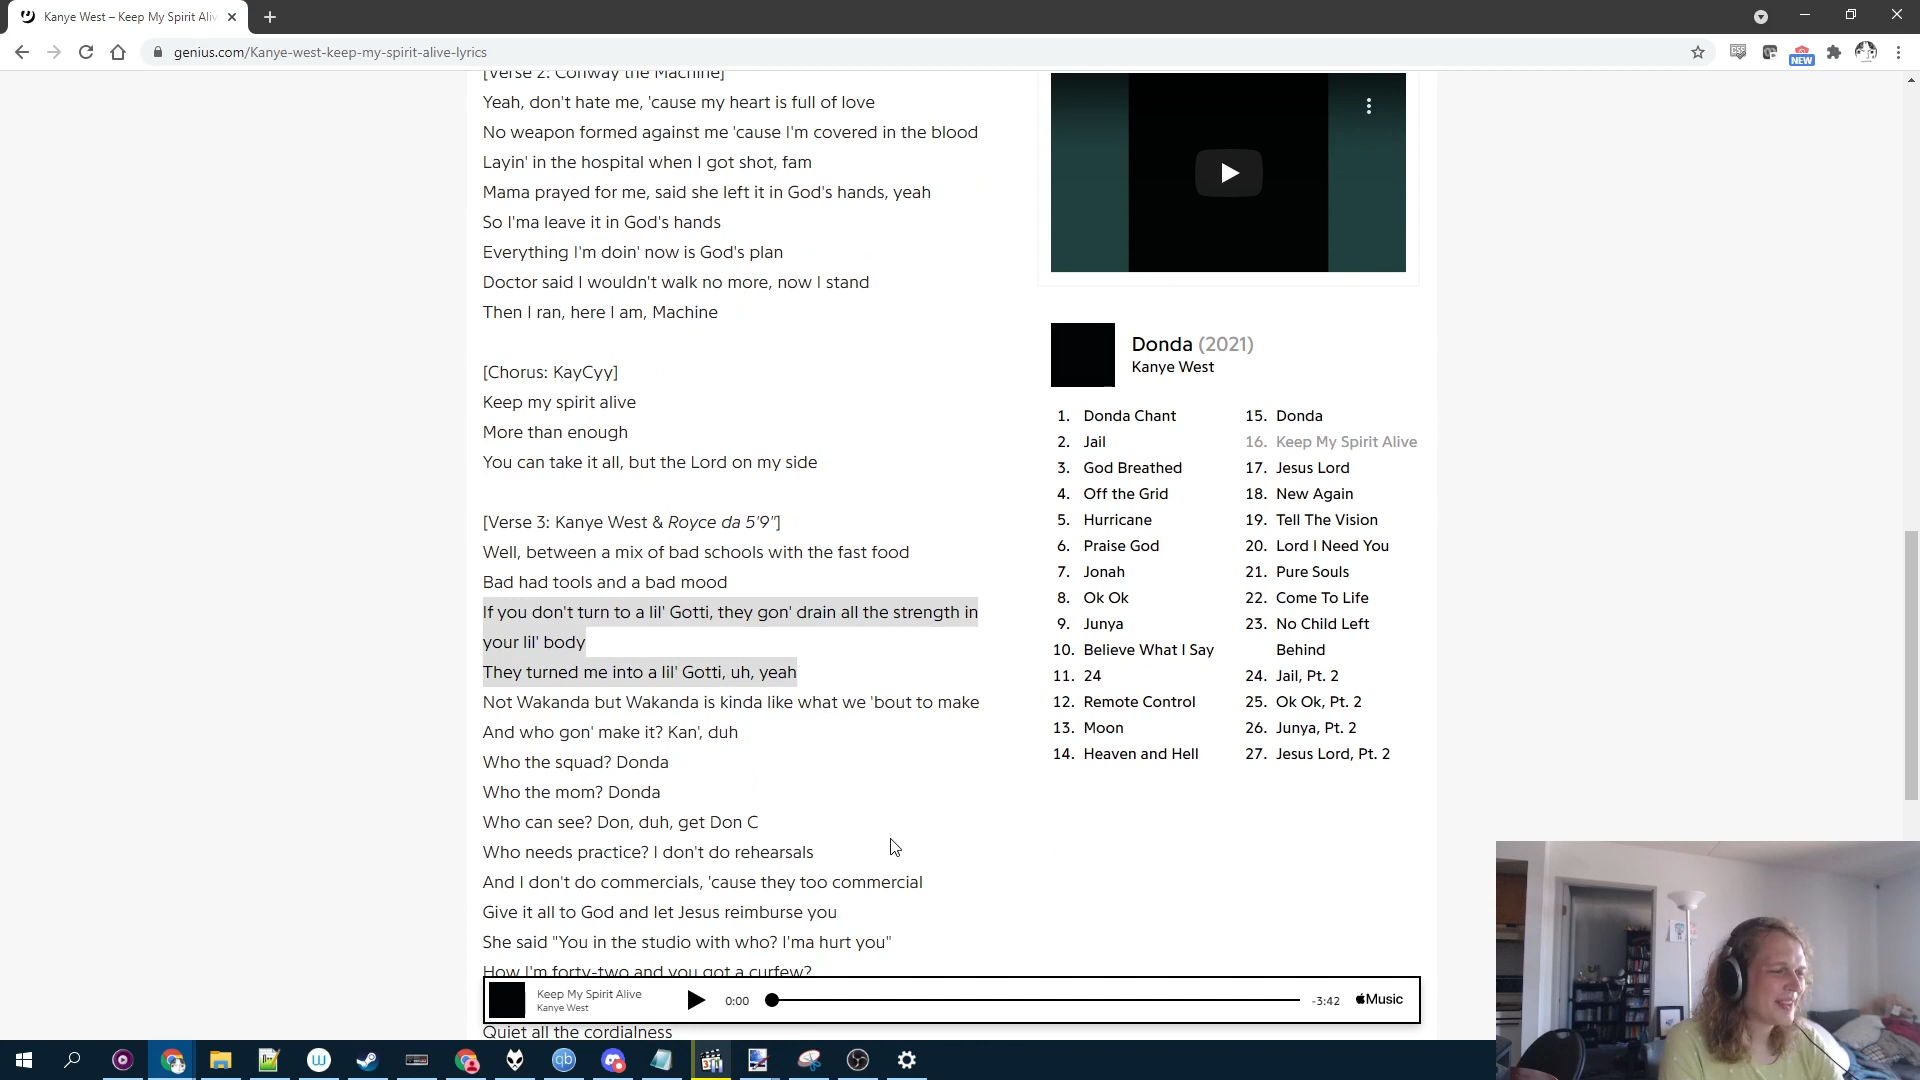 Kanye West – Keep My Spirit Aliv
genius.com/Kanye-west-keep-my-spirit-alive-lyrics
NEW
[Verse 2: Conway the Machine]
Yeah, don't hate me, 'cause my heart is full of love
No weapon formed against me 'cause I'm covered in the blood
Layin' in the hospital when I got shot, fam
Mama prayed for me, said she left it in God's hands, yeah
So I'ma leave it in God's hands
Everything I'm doin' now is God's plan
Doctor said I wouldn't walk no more, now I stand
Then I ran, here I am, Machine
[Chorus: KayCyy]
Keep my spirit alive
More than enough
You can take it all, but the Lord on my side
[Verse 3: Kanye West & Royce da 5'9"]
Well, between a mix of bad schools with the fast food
Bad had tools and a bad mood
If you don't turn to a lil' Gotti, they gon' drain all the strength in
your lil' body
They turned me into a lil' Gotti, uh, yeah
Not Wakanda but Wakanda is kinda like what we 'bout to make
And who gon' make it? Kan', duh
Who the squad? Donda
Who the mom? Donda
Who can see? Don, duh, get Don C
Who needs practice? I don't do rehearsals
And I don't do commercials, 'cause they too commercial
Give it all to God and let Jesus reimburse you
She said "You in the studio with who? I'ma hurt you"
How I'm forty-two and you got a curfew?
Quiet all the cordialness
Donda (2021)
Kanye West
1. Donda Chant
2. Jail
3. God Breathed
4. Off the Grid
5. Hurricane
6. Praise God
7. Jonah
8. Ok Ok
9. Junya
10. Believe What I Say
11. 24
12. Remote Control
13. Moon
14. Heaven and Hell
15. Donda
16. Keep My Spirit Alive
17. Jesus Lord
18. New Again
19. Tell The Vision
20. Lord I Need You
21. Pure Souls
22. Come To Life
23. No Child Left
Behind
24. Jail, Pt. 2
25. Ok Ok, Pt. 2
26. Junya, Pt. 2
27. Jesus Lord, Pt. 2
Keep My Spirit Alive
Kanye West
0:00
-3:42
Music
qb